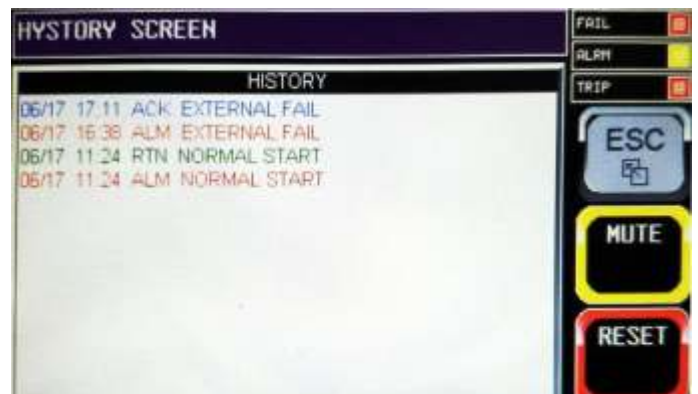 HYSTORY SCREEN
FAIL
ALRM
TRIP
HISTORY
06/17 17:11 ACK EXTERNAL FAIL
06/17 16:38 ALM EXTERNAL FAIL
06/17 11:24 RTN NORMAL START
06/17 11:24 ALM NORMAL START
ESC
MUTE
RESET